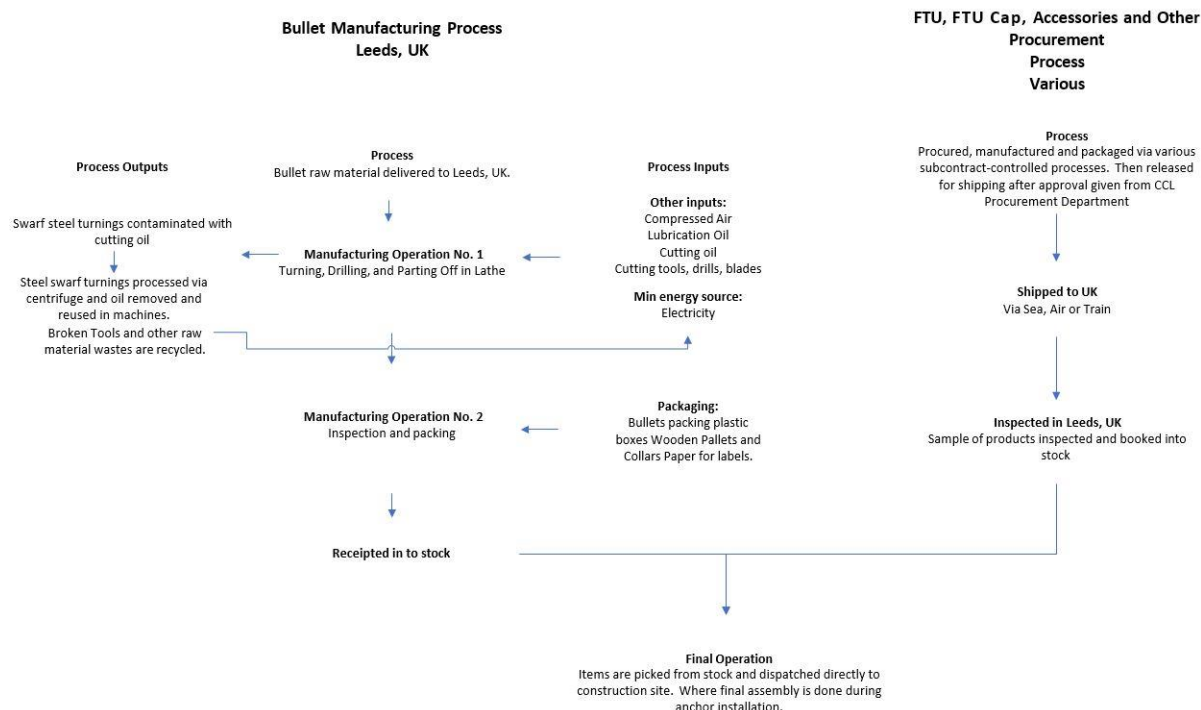 Bullet Manufacturing Process
Leeds, UK
FTU, FTU Cap, Accessories and Other
Procurement
Process
Various
Process Outputs
Swarf steel turnings contaminated with
cutting oil
Steel swarf turnings processed via
centrifuge and oil removed and
reused in machines.
Broken Tools and other raw
material wastes are recycled.
Process
Bullet raw material delivered to Leeds, UK.
Manufacturing Operation No. 1
Turning, Drilling, and Parting Off in Lathe
Manufacturing Operation No. 2
Inspection and packing
Receipted in to stock
Process Inputs
Other inputs:
Compressed Air
Lubrication Oil
Cutting oil
Cutting tools, drills, blades
Min energy source:
Electricity
Packaging:
Bullets packing plastic
boxes Wooden Pallets and
Collars Paper for labels.
Process
Procured, manufactured and packaged via various
subcontract-controlled processes. Then released
for shipping after approval given from CCL
Procurement Department
Shipped to UK
Via Sea, Air or Train
Inspected in Leeds, UK
Sample of products inspected and booked into
stock
Final Operation
Items are picked from stock and dispatched directly to
construction site. Where final assembly is done during
anchor installation.